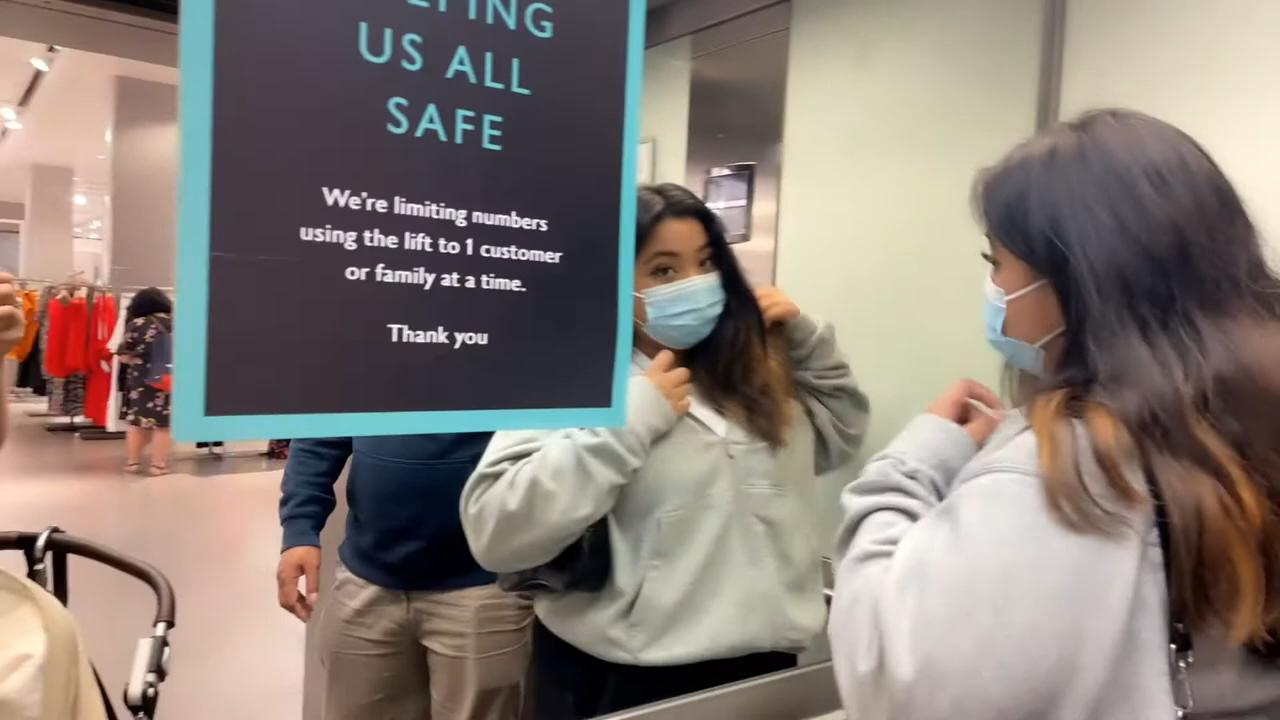 US ALL
SAFE
We're limiting numbers
using the lift to 1 customer
or family at a time.
Thank you